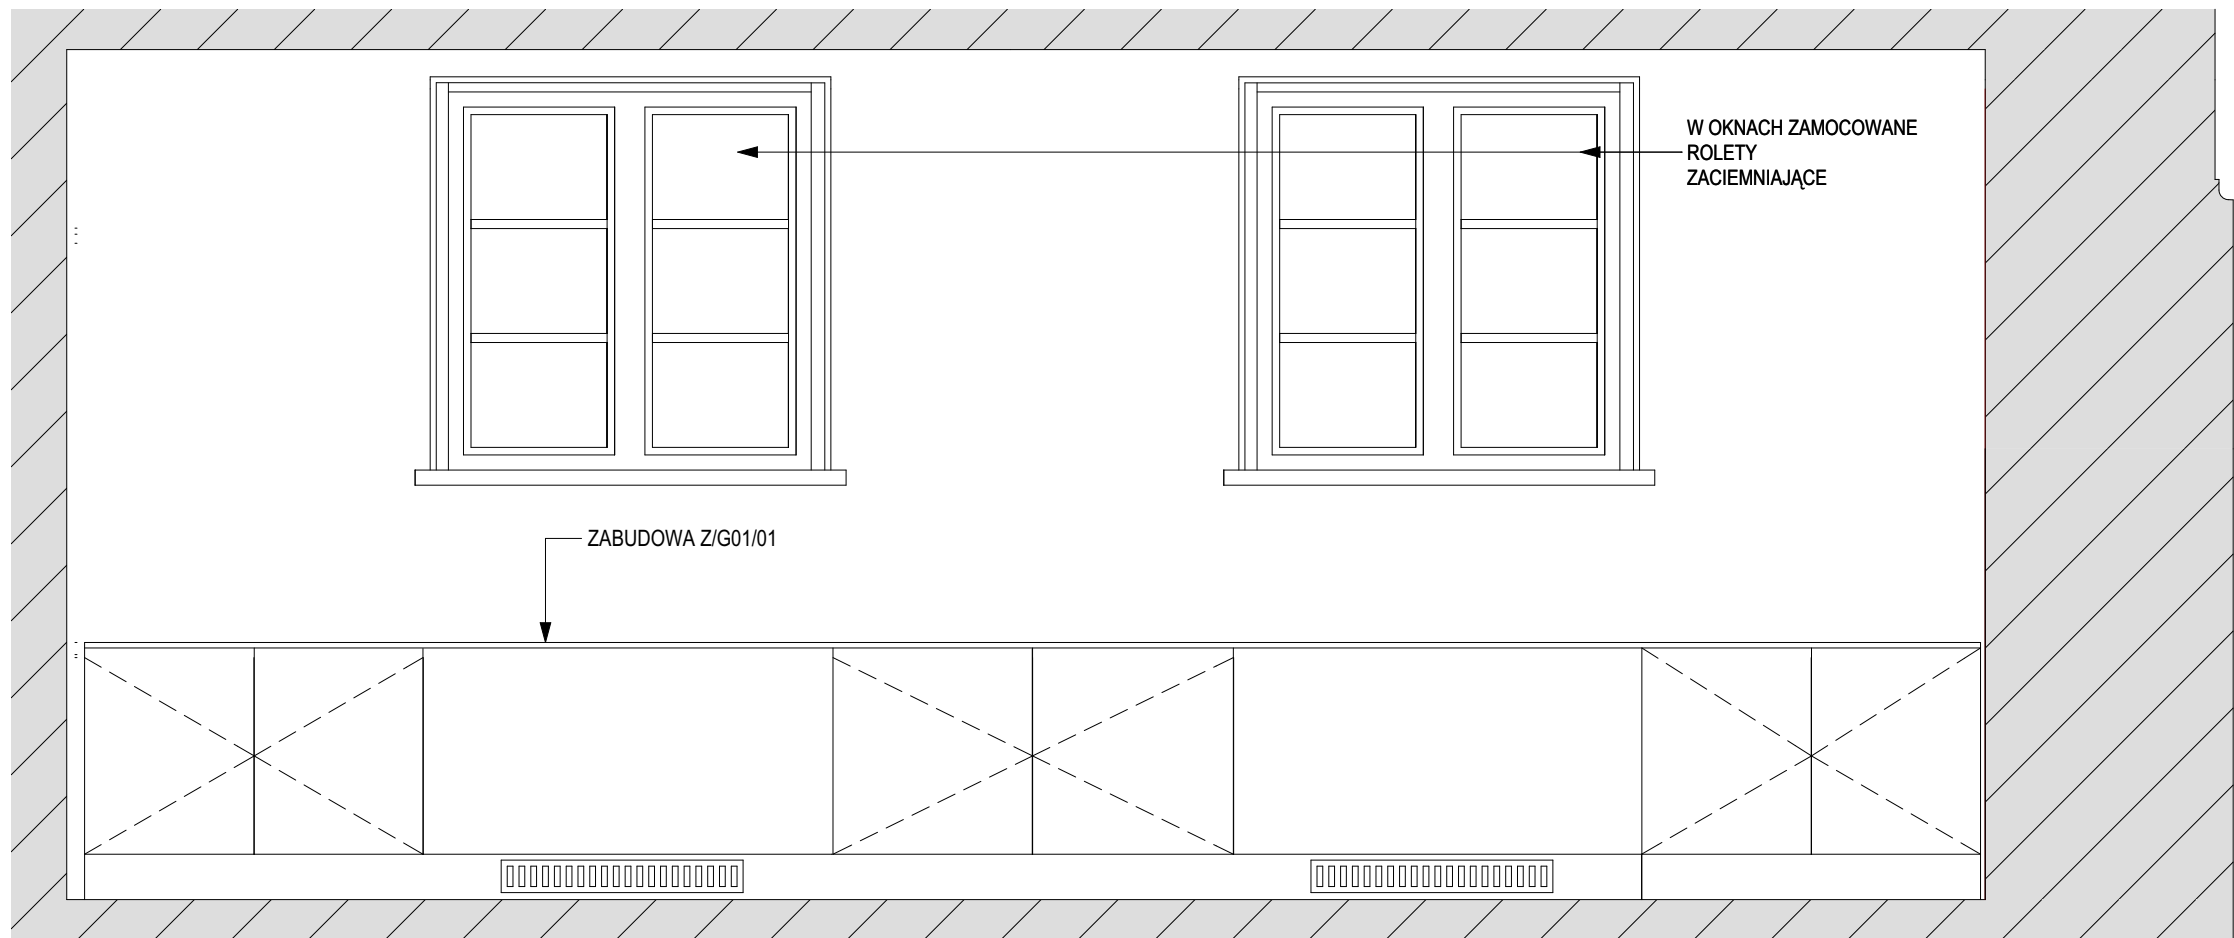 W OKNACH ZAMOCOWANE
ROLETY
ZACIEMNIAJĄCE
ZABUDOWA Z/G01/01